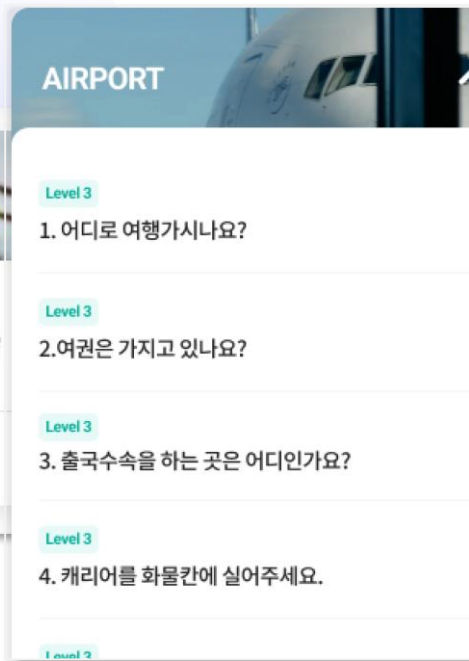 AIRPORT
Level 3
1. 어디로 여행가시나요?
Level 3
2.여권은 가지고 있나요?
Level 3
3. 출국수속을 하는 곳은 어디인가요?
Level 3
4. 캐리어를 화물칸에 실어주세요.
Level 3